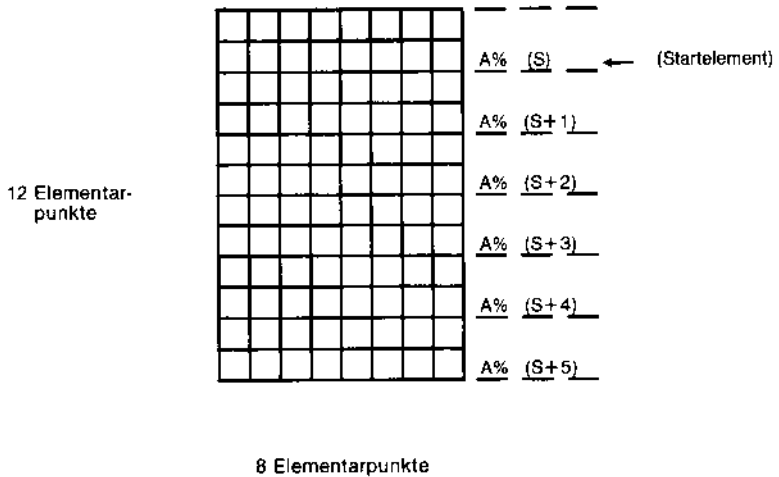 A% (S) (Startelement)
A% (S+1)
12 Elementar-
punkte
A% (S+2)
A% (S+3)
A% (S+4)
A% (S+5)
8 Elementarpunkte